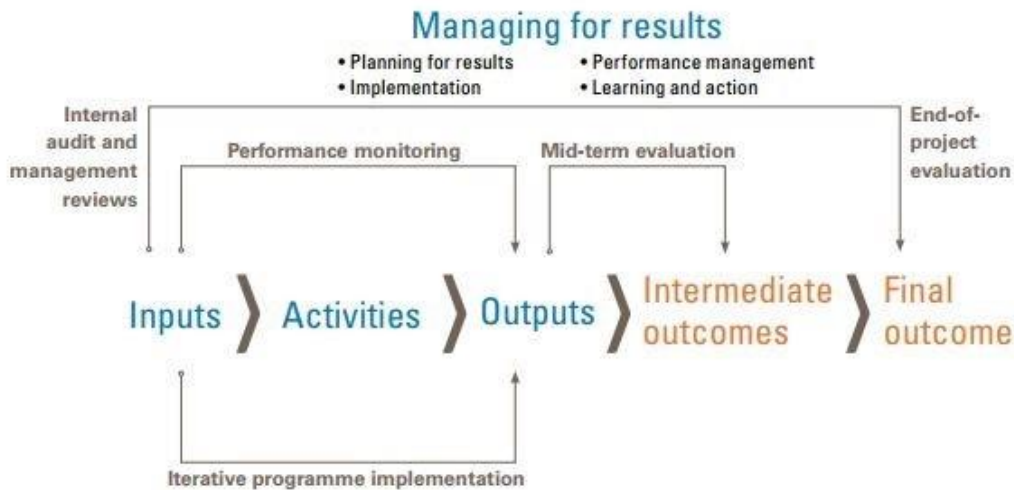 Managing for results
• Planning for results
• Implementation
• Performance management
• Learning and action
Internal
audit and
management
reviews
Performance monitoring
Mid-term evaluation
End-of-
project
evaluation
Inputs
Activities
Outputs
Intermediate
outcomes
Final
outcome
Iterative programme implementation